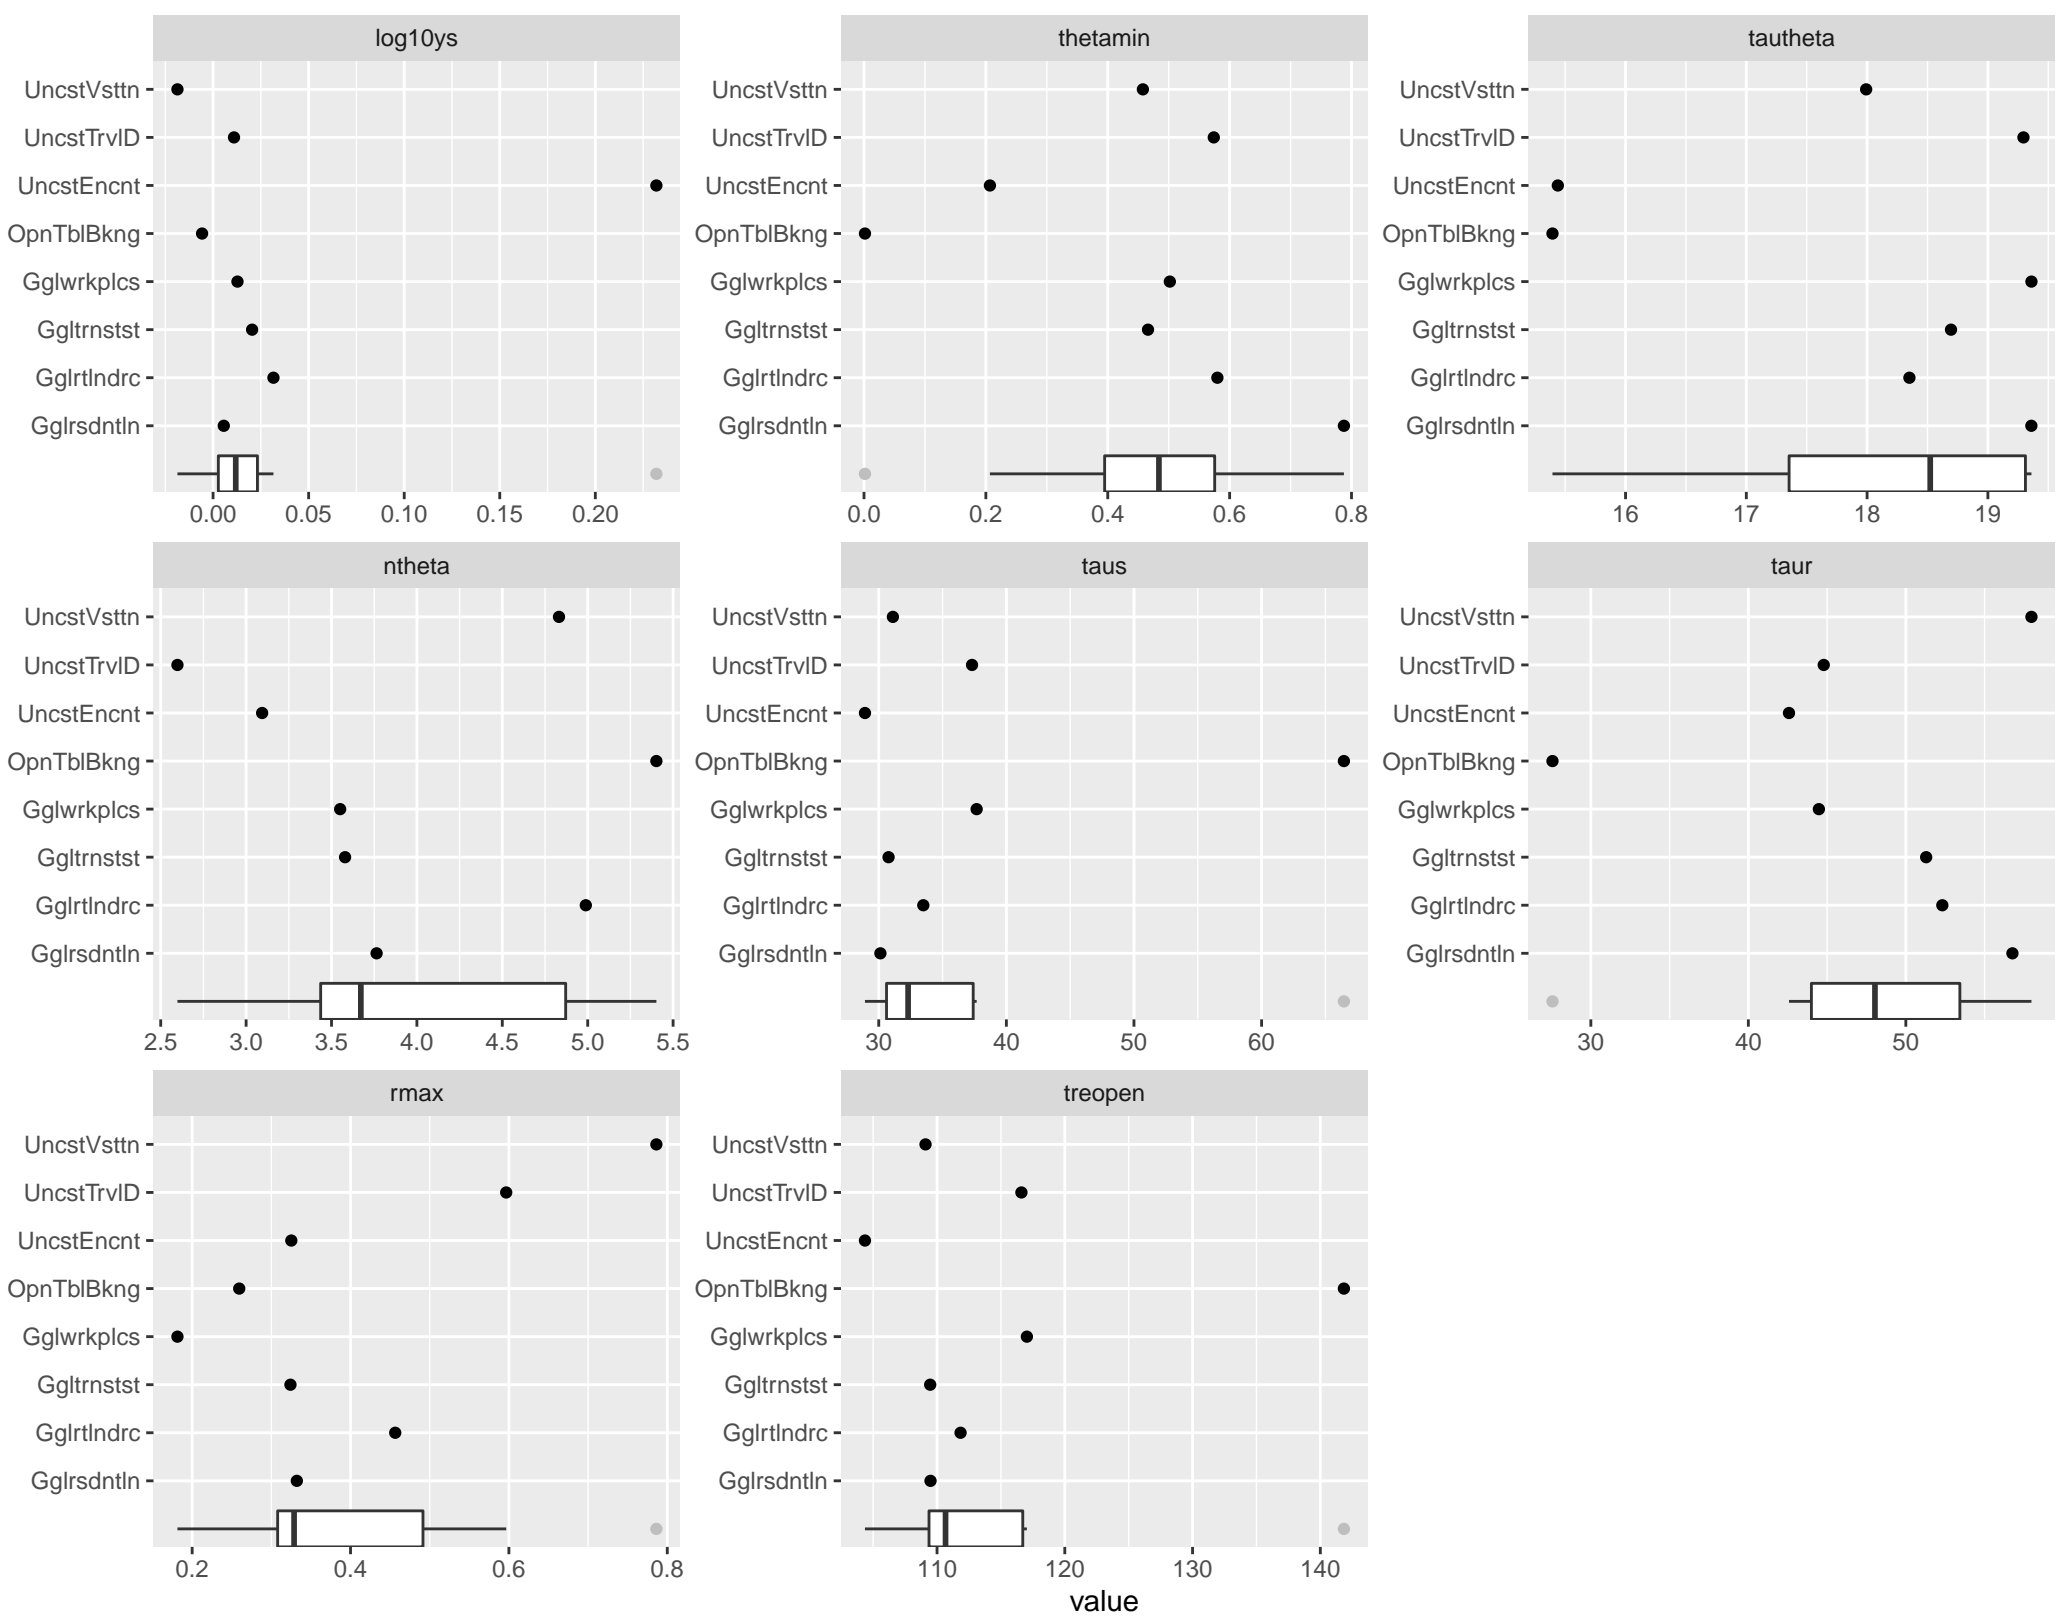 log10ys
thetamin
tautheta
UncstVsttn
UncstTrvlD
UncstEncnt
OpnTblBkng
Gglwrkplcs
Ggltrnstst
Gglrtlndrc
Gglrsdntln
0.00 0.05 0.10 0.15 0.20
UncstVsttn
UncstTrvlD
UncstEncnt
OpnTblBkng
Gglwrkplcs
Ggltrnstst
Gglrtlndrc
Gglrsdntln
0.0 0.2 0.4 0.6 0.8
UncstVsttn
UncstTrvlD
UncstEncnt
OpnTblBkng
Gglwrkplcs
Ggltrnstst
Gglrtlndrc
Gglrsdntln
16 17 18 19
ntheta
taus
taur
UncstVsttn
UncstTrvlD
UncstEncnt
OpnTblBkng
Gglwrkplcs
Ggltrnstst
Gglrtlndrc
Gglrsdntln
2.5 3.0 3.5 4.0 4.5 5.0 5.5
UncstVsttn
UncstTrvlD
UncstEncnt
OpnTblBkng
Gglwrkplcs
Ggltrnstst
Gglrtlndrc
Gglrsdntln
30 40 50 60
UncstVsttn
UncstTrvlD
UncstEncnt
OpnTblBkng
Gglwrkplcs
Ggltrnstst
Gglrtlndrc
Gglrsdntln
30 40 50
rmax
treopen
UncstVsttn
UncstTrvlD
UncstEncnt
OpnTblBkng
Gglwrkplcs
Ggltrnstst
Gglrtlndrc
Gglrsdntln
0.2 0.4 0.6 0.8
UncstVsttn
UncstTrvlD
UncstEncnt
OpnTblBkng
Gglwrkplcs
Ggltrnstst
Gglrtlndrc
Gglrsdntln
110 120 130 140
value